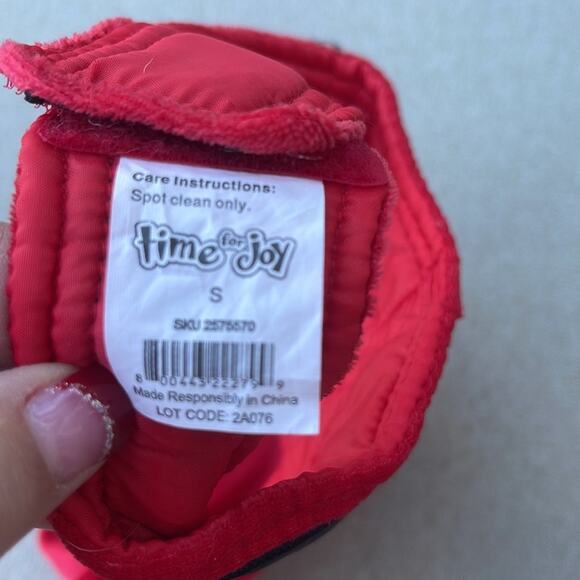 Care Instructions:
Spot clean only.
time for joy
S
SKU 2575570
8 00443 22279 9
Made Responsibly in China
LOT CODE: 2A076